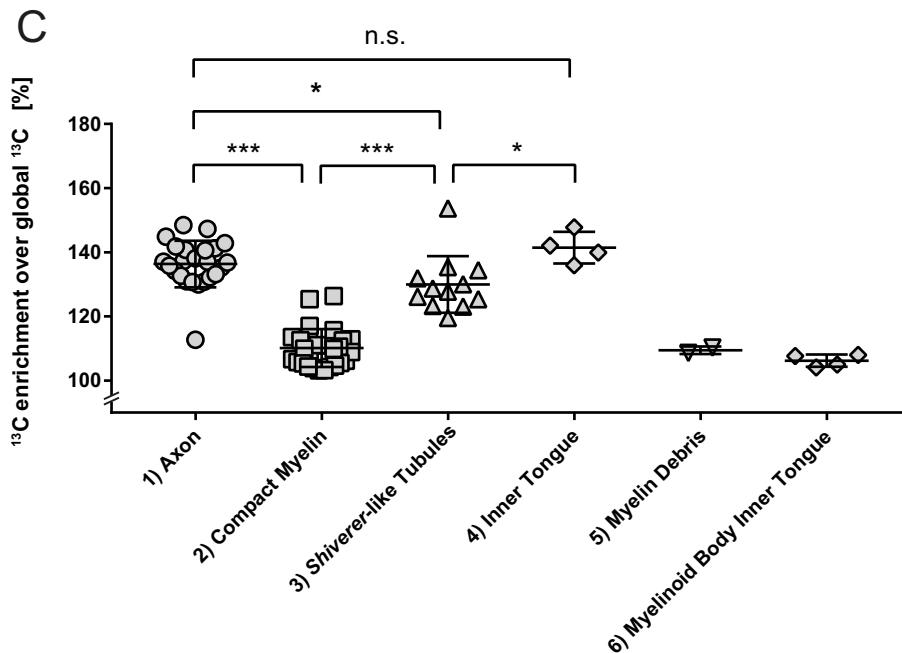 C
n.s.
*
*** *** *
¹³C enrichment over global ¹³C [%]
180
160
140
120
100
1) Axon
2) Compact Myelin
3) Shiverer-like Tubules
4) Inner Tongue
5) Myelin Debris
6) Myelinoid Body Inner Tongue